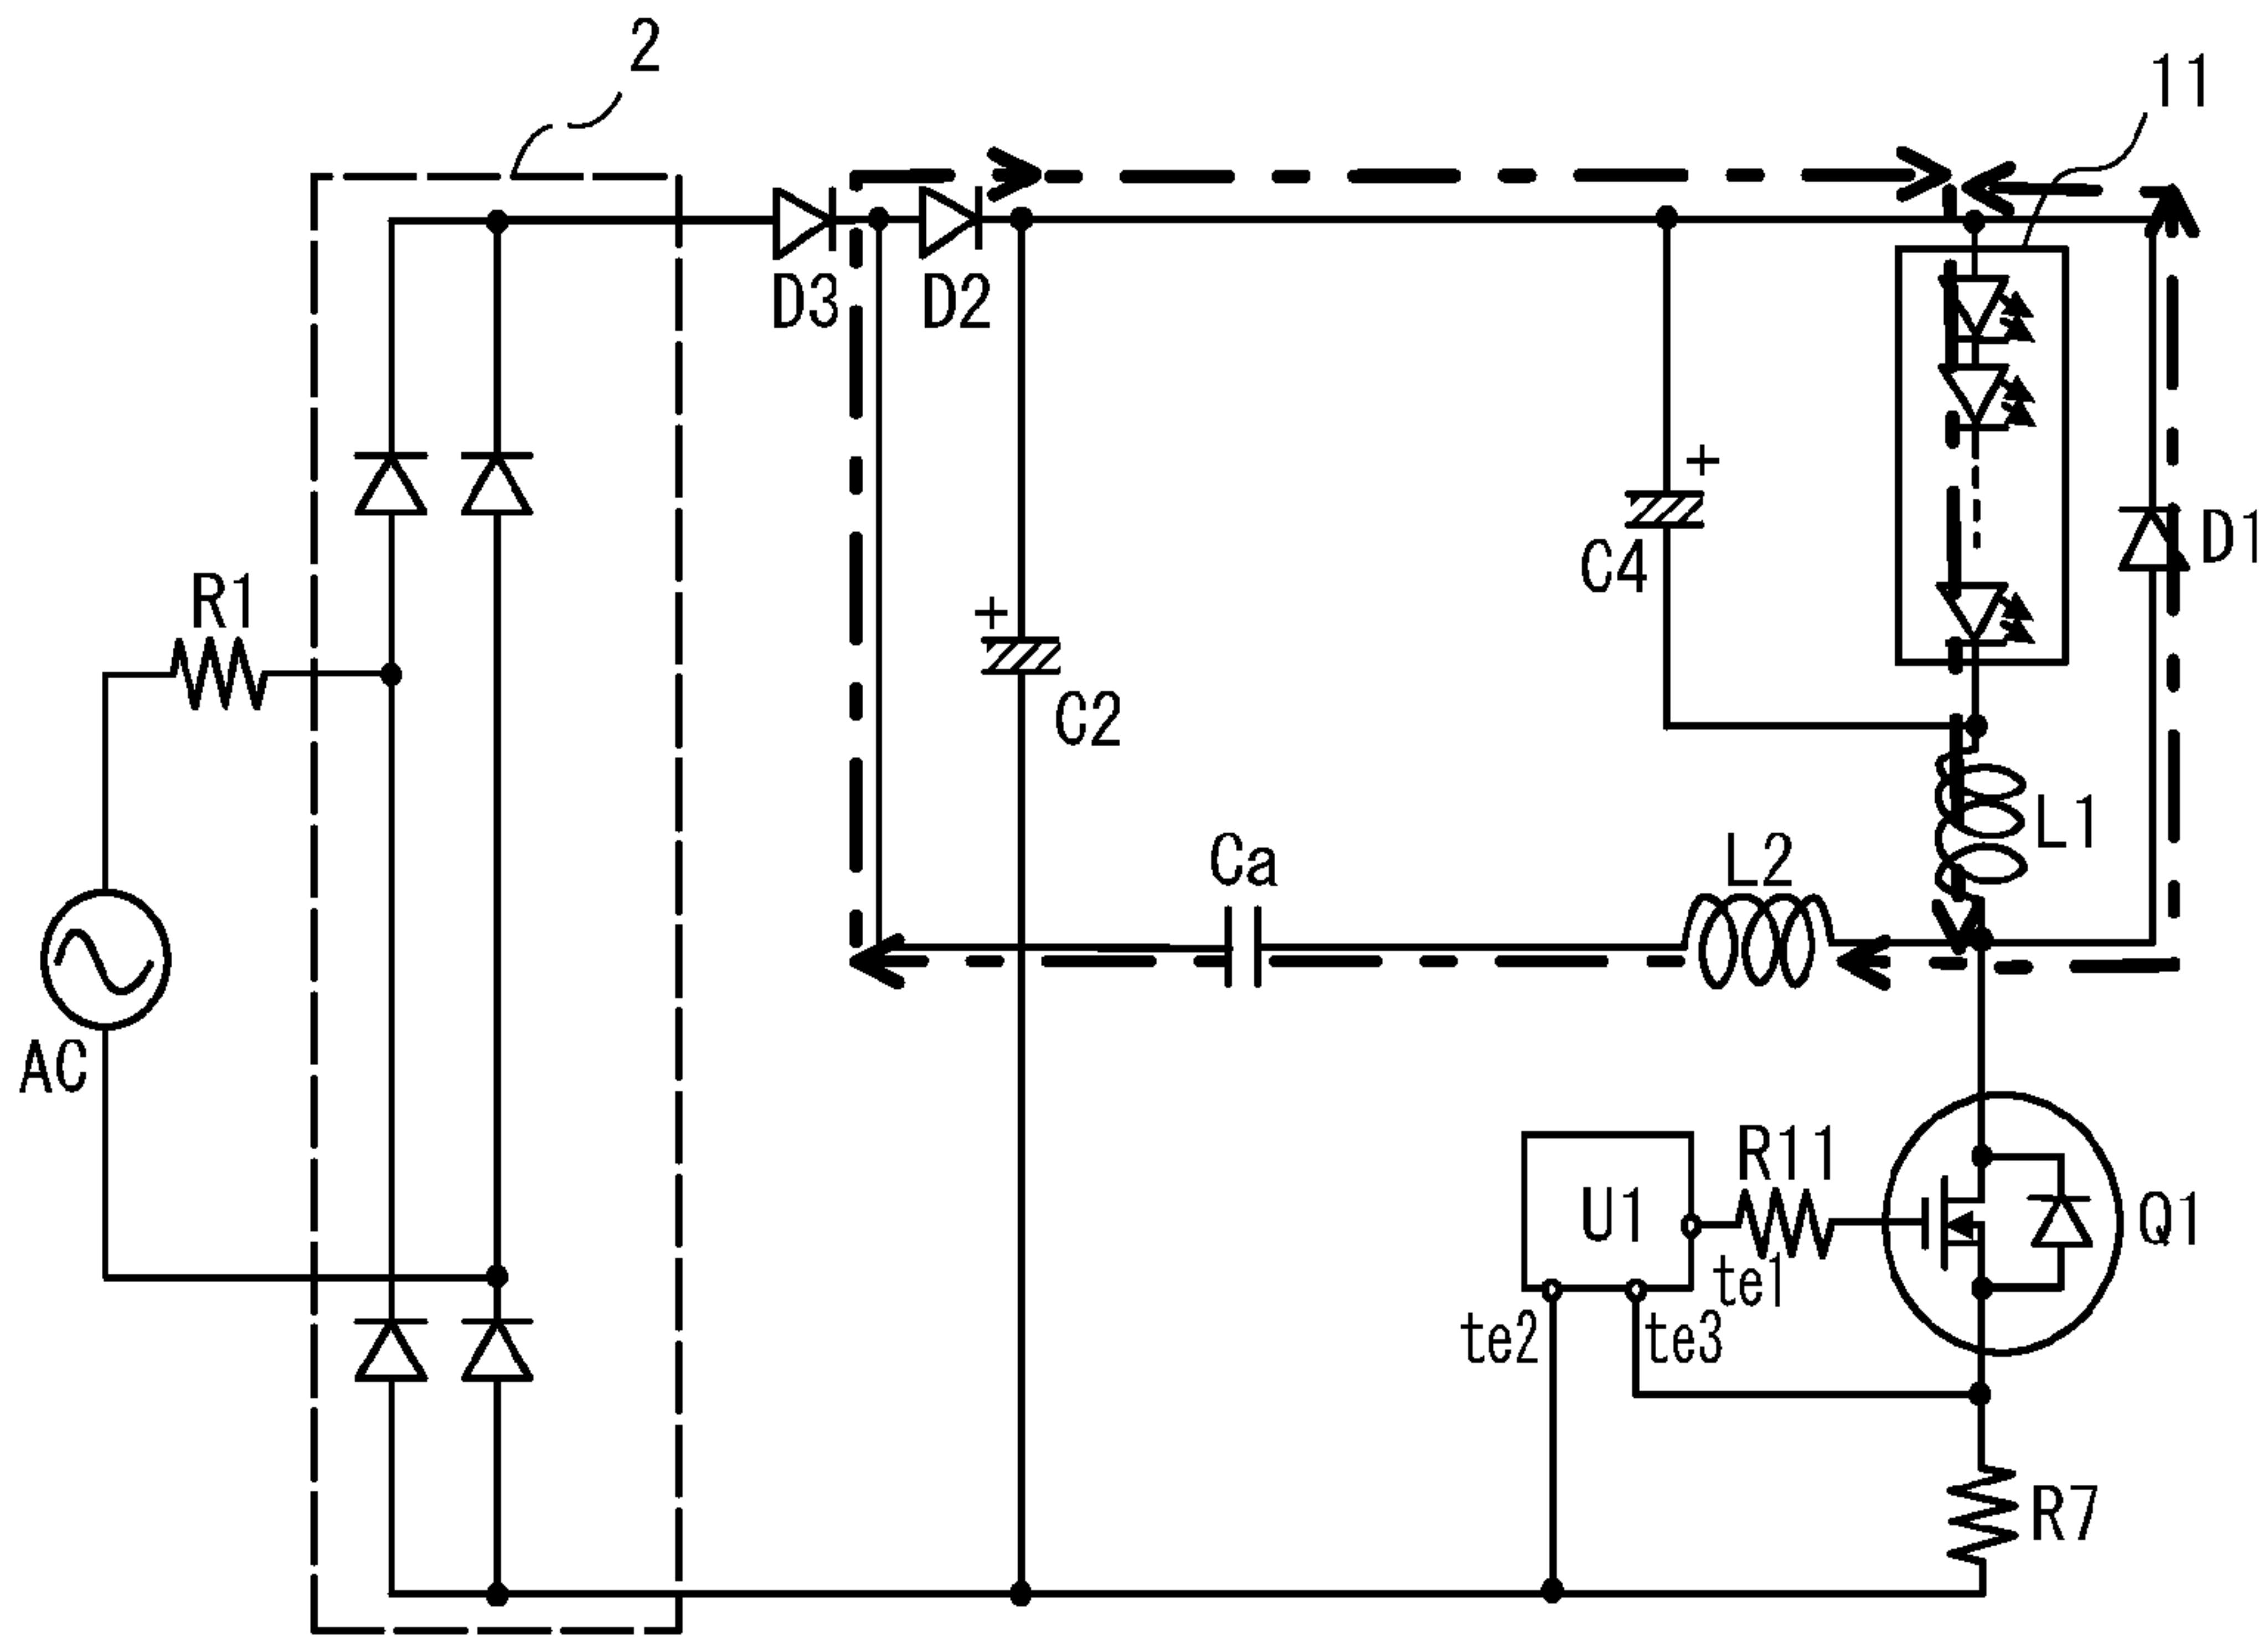 2
11
D3
D2
R1
+
C4
D1
+
C2
Ca
L2
L1
AC
R11
U1
Q1
te1
te2
te3
R7